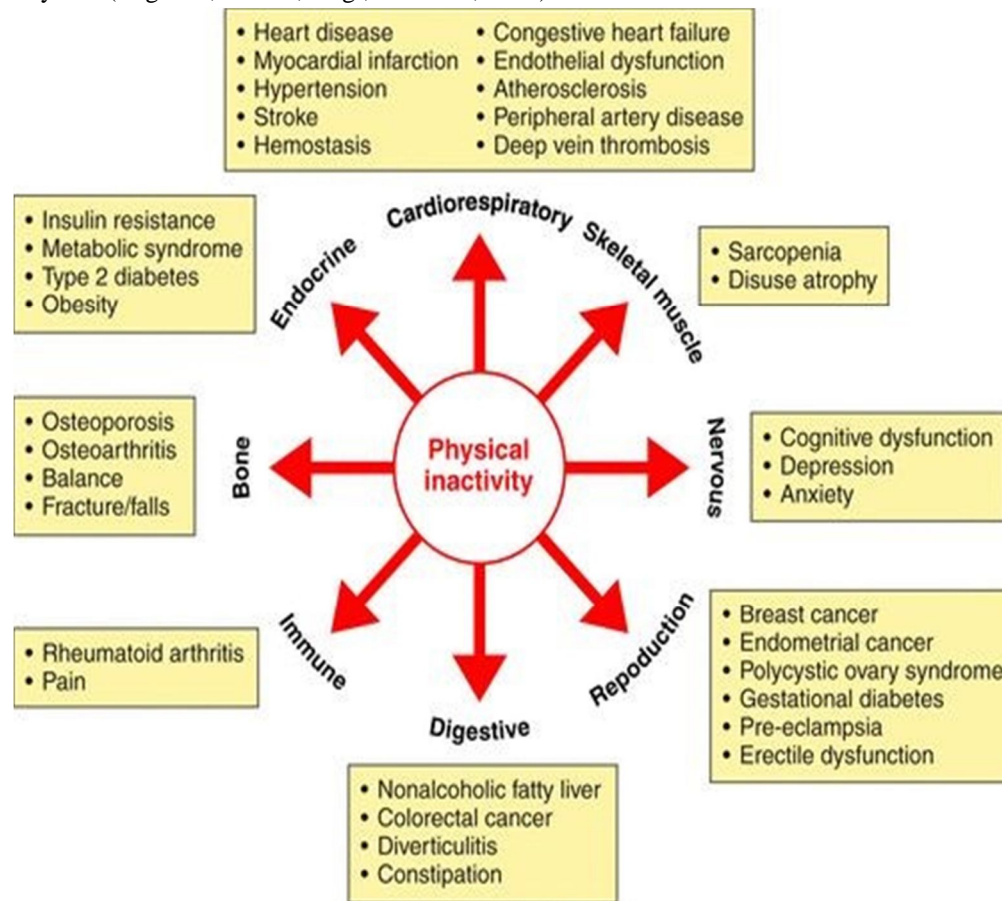 • Heart disease
• Myocardial infarction
• Hypertension
• Stroke
• Hemostasis
• Congestive heart failure
• Endothelial dysfunction
• Atherosclerosis
• Peripheral artery disease
• Deep vein thrombosis
Cardiorespiratory
Skeletal muscle
• Sarcopenia
• Disuse atrophy
Endocrine
• Insulin resistance
• Metabolic syndrome
• Type 2 diabetes
• Obesity
Bone
• Osteoporosis
• Osteoarthritis
• Balance
• Fracture/falls
Physical
inactivity
Nervous
• Cognitive dysfunction
• Depression
• Anxiety
Immune
• Rheumatoid arthritis
• Pain
Repoduction
• Breast cancer
• Endometrial cancer
• Polycystic ovary syndrome
• Gestational diabetes
• Pre-eclampsia
• Erectile dysfunction
Digestive
• Nonalcoholic fatty liver
• Colorectal cancer
• Diverticulitis
• Constipation